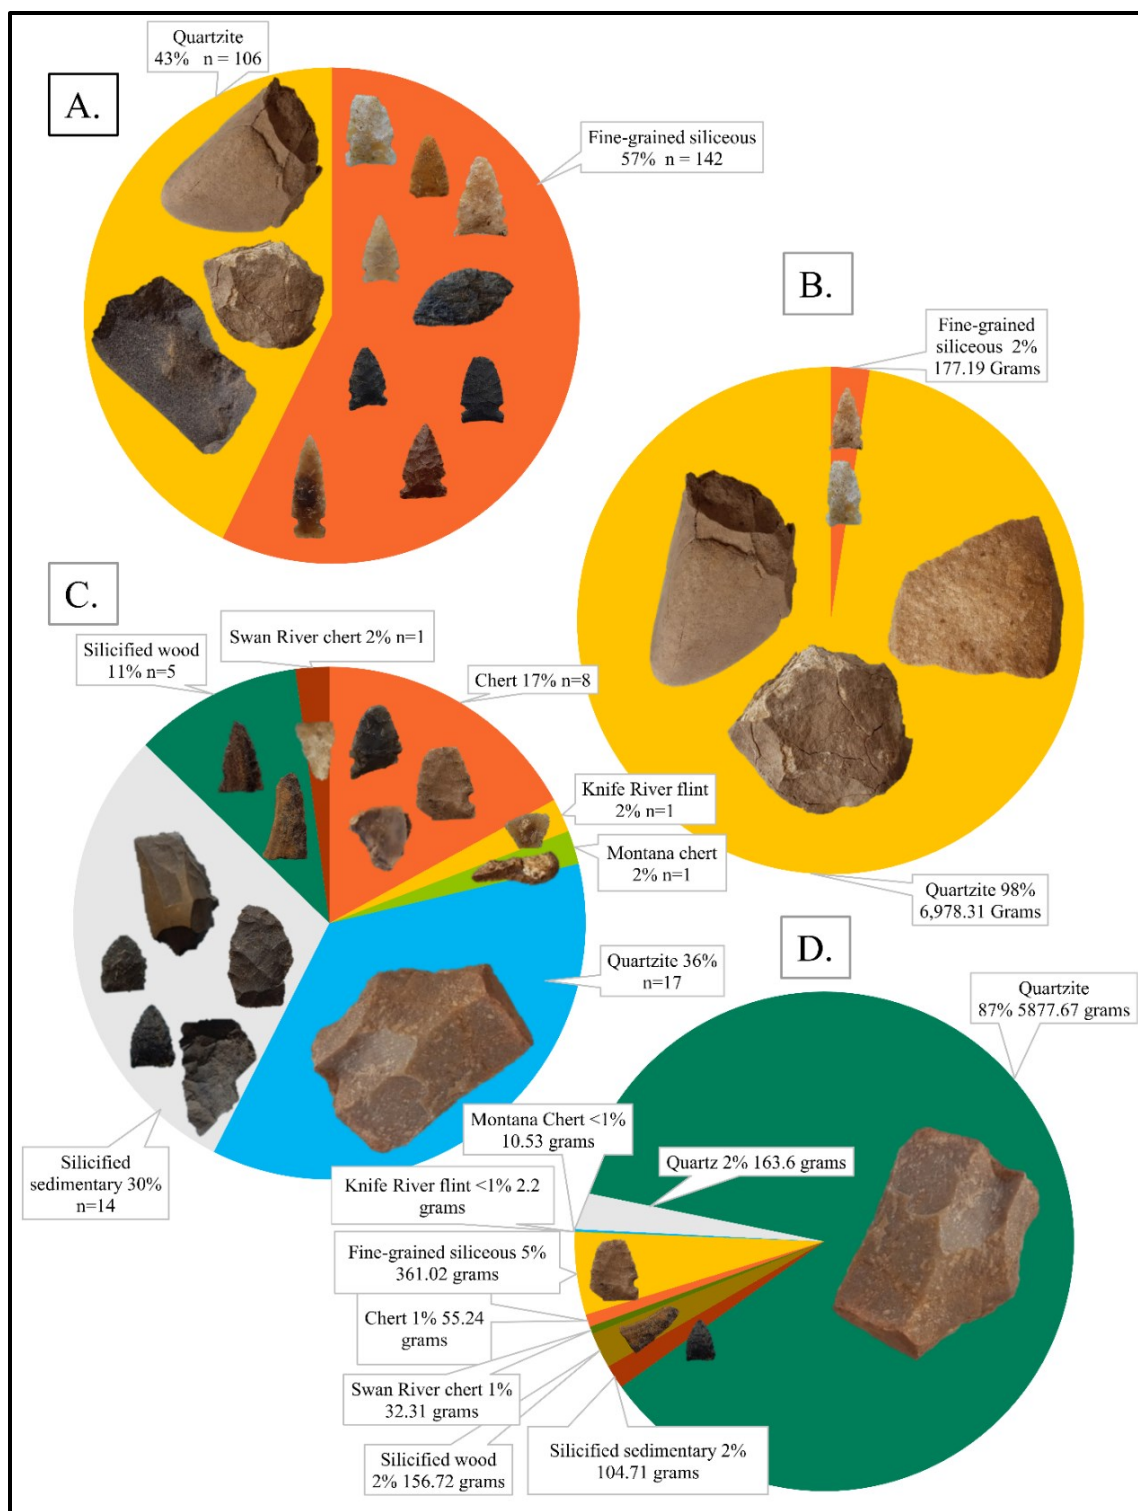 A.
Quartzite
43% n = 106
Fine-grained siliceous
57% n = 142
B.
Fine-grained
siliceous 2%
177.19 Grams
Quartzite 98%
6,978.31 Grams
C.
Silicified wood
11% n=5
Swan River chert 2% n=1
Chert 17% n=8
Knife River flint
2% n=1
Montana chert
2% n=1
Quartzite 36%
n=17
Silicified
sedimentary 30%
n=14
D.
Quartzite
87% 5877.67 grams
Montana Chert <1%
10.53 grams
Quartz 2% 163.6 grams
Knife River flint <1% 2.2
grams
Fine-grained siliceous 5%
361.02 grams
Chert 1% 55.24
grams
Swan River chert 1%
32.31 grams
Silicified wood
2% 156.72 grams
Silicified sedimentary 2%
104.71 grams